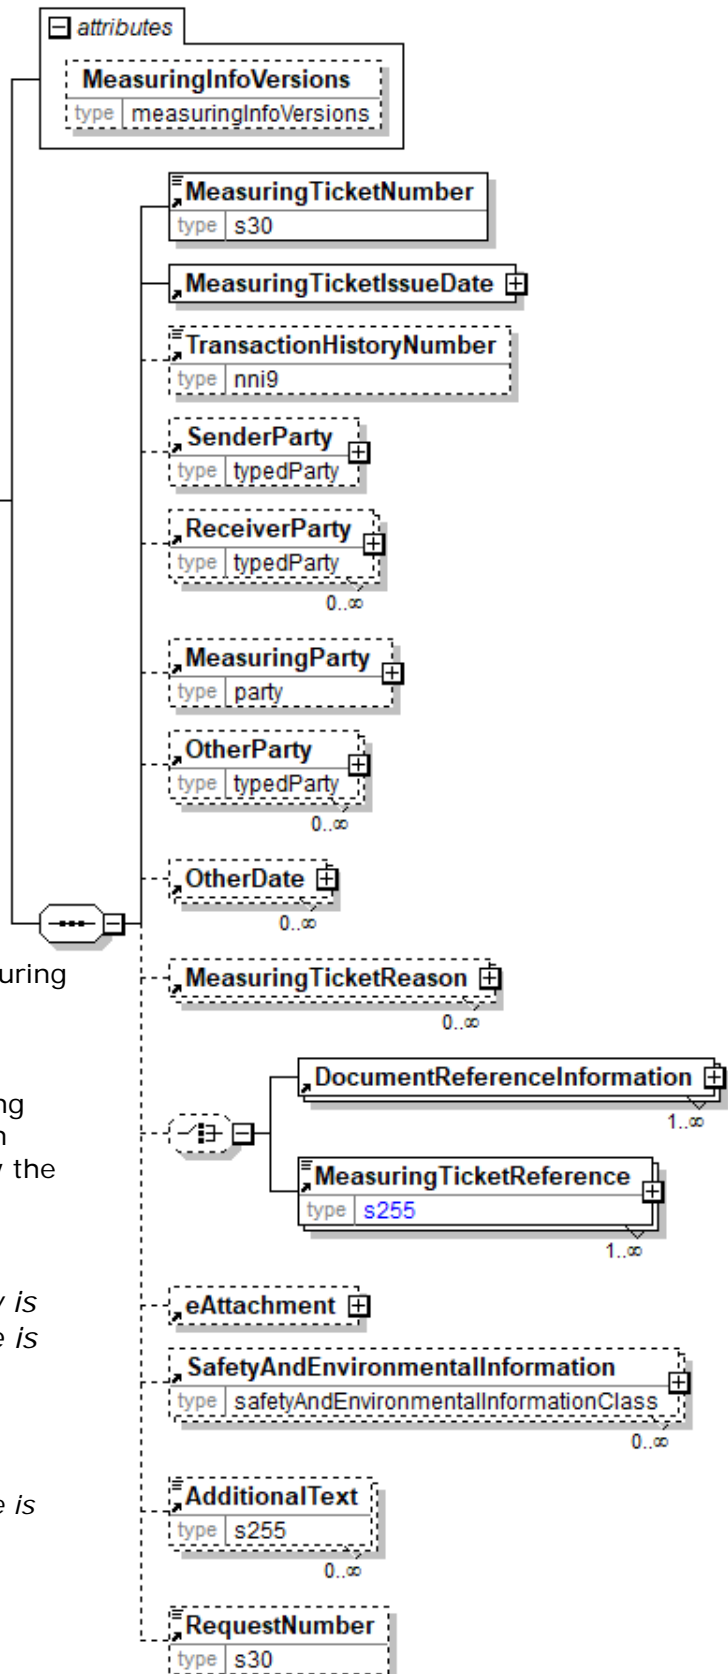 attributes
MeasuringInfoVersions
type measuringInfoVersions
MeasuringTicketNumber
type s30
MeasuringTicketIssueDate
TransactionHistoryNumber
type nni9
SenderParty
type typedParty
ReceiverParty
type typedParty
0..∞
MeasuringParty
type party
OtherParty
type typedParty
0..∞
OtherDate
0..∞
uring
MeasuringTicketReason
0..∞
DocumentReferenceInformation
ng
1..∞
the
MeasuringTicketReference
type s255
1..∞
is
eAttachment
is
SafetyAndEnvironmentalInformation
type safetyAndEnvironmentalInformationClass
0..∞
AdditionalText
is
type s255
0..∞
RequestNumber
type s30